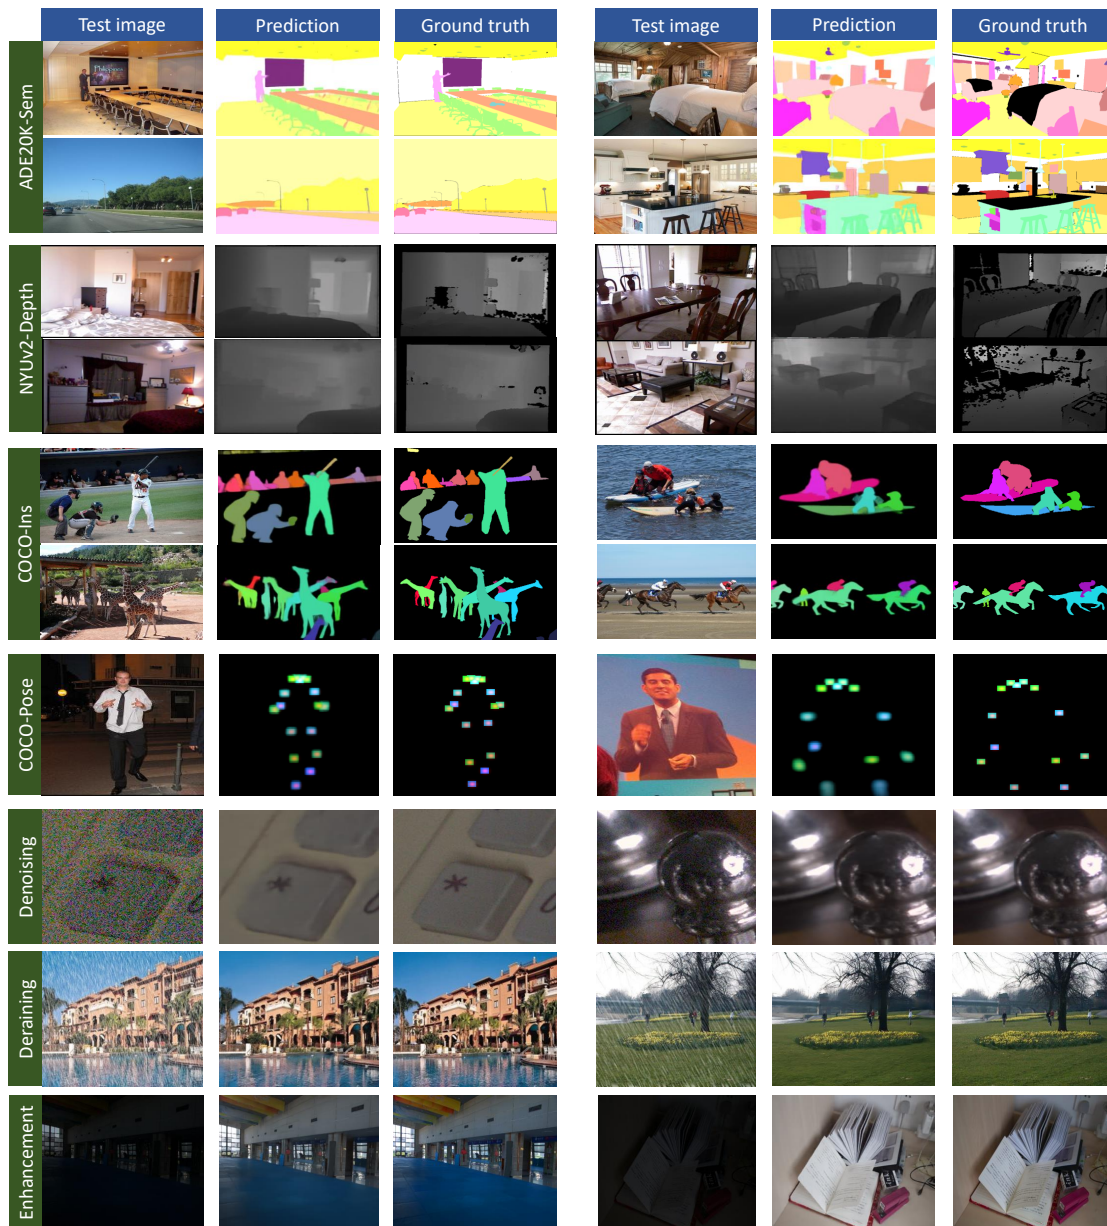 Test image
Prediction
Ground truth
Test image
Prediction
Ground truth
ADE20K-Sem
NYUv2-Depth
COCO-Ins
COCO-Pose
Denoising
Deraining
Enhancement